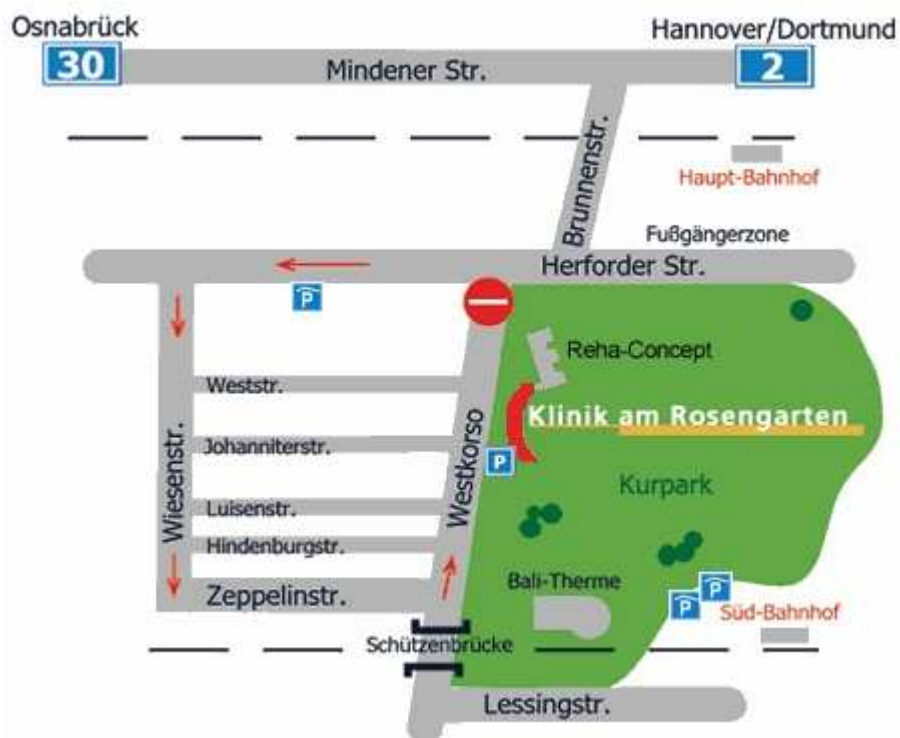 Osnabrück
Hannover/Dortmund
30
2
Mindener Str.
Brunnenstr.
Haupt-Bahnhof
Fußgängerzone
Herforder Str.
P
Reha-Concept
Weststr.
Klinik am Rosengarten
Westkorso
Wiesenstr.
Johanniterstr.
P
Kurpark
Luisenstr.
Hindenburgstr.
Bali-Therme
Zeppelinstr.
P
P
Süd-Bahnhof
Schützenbrücke
Lessingstr.